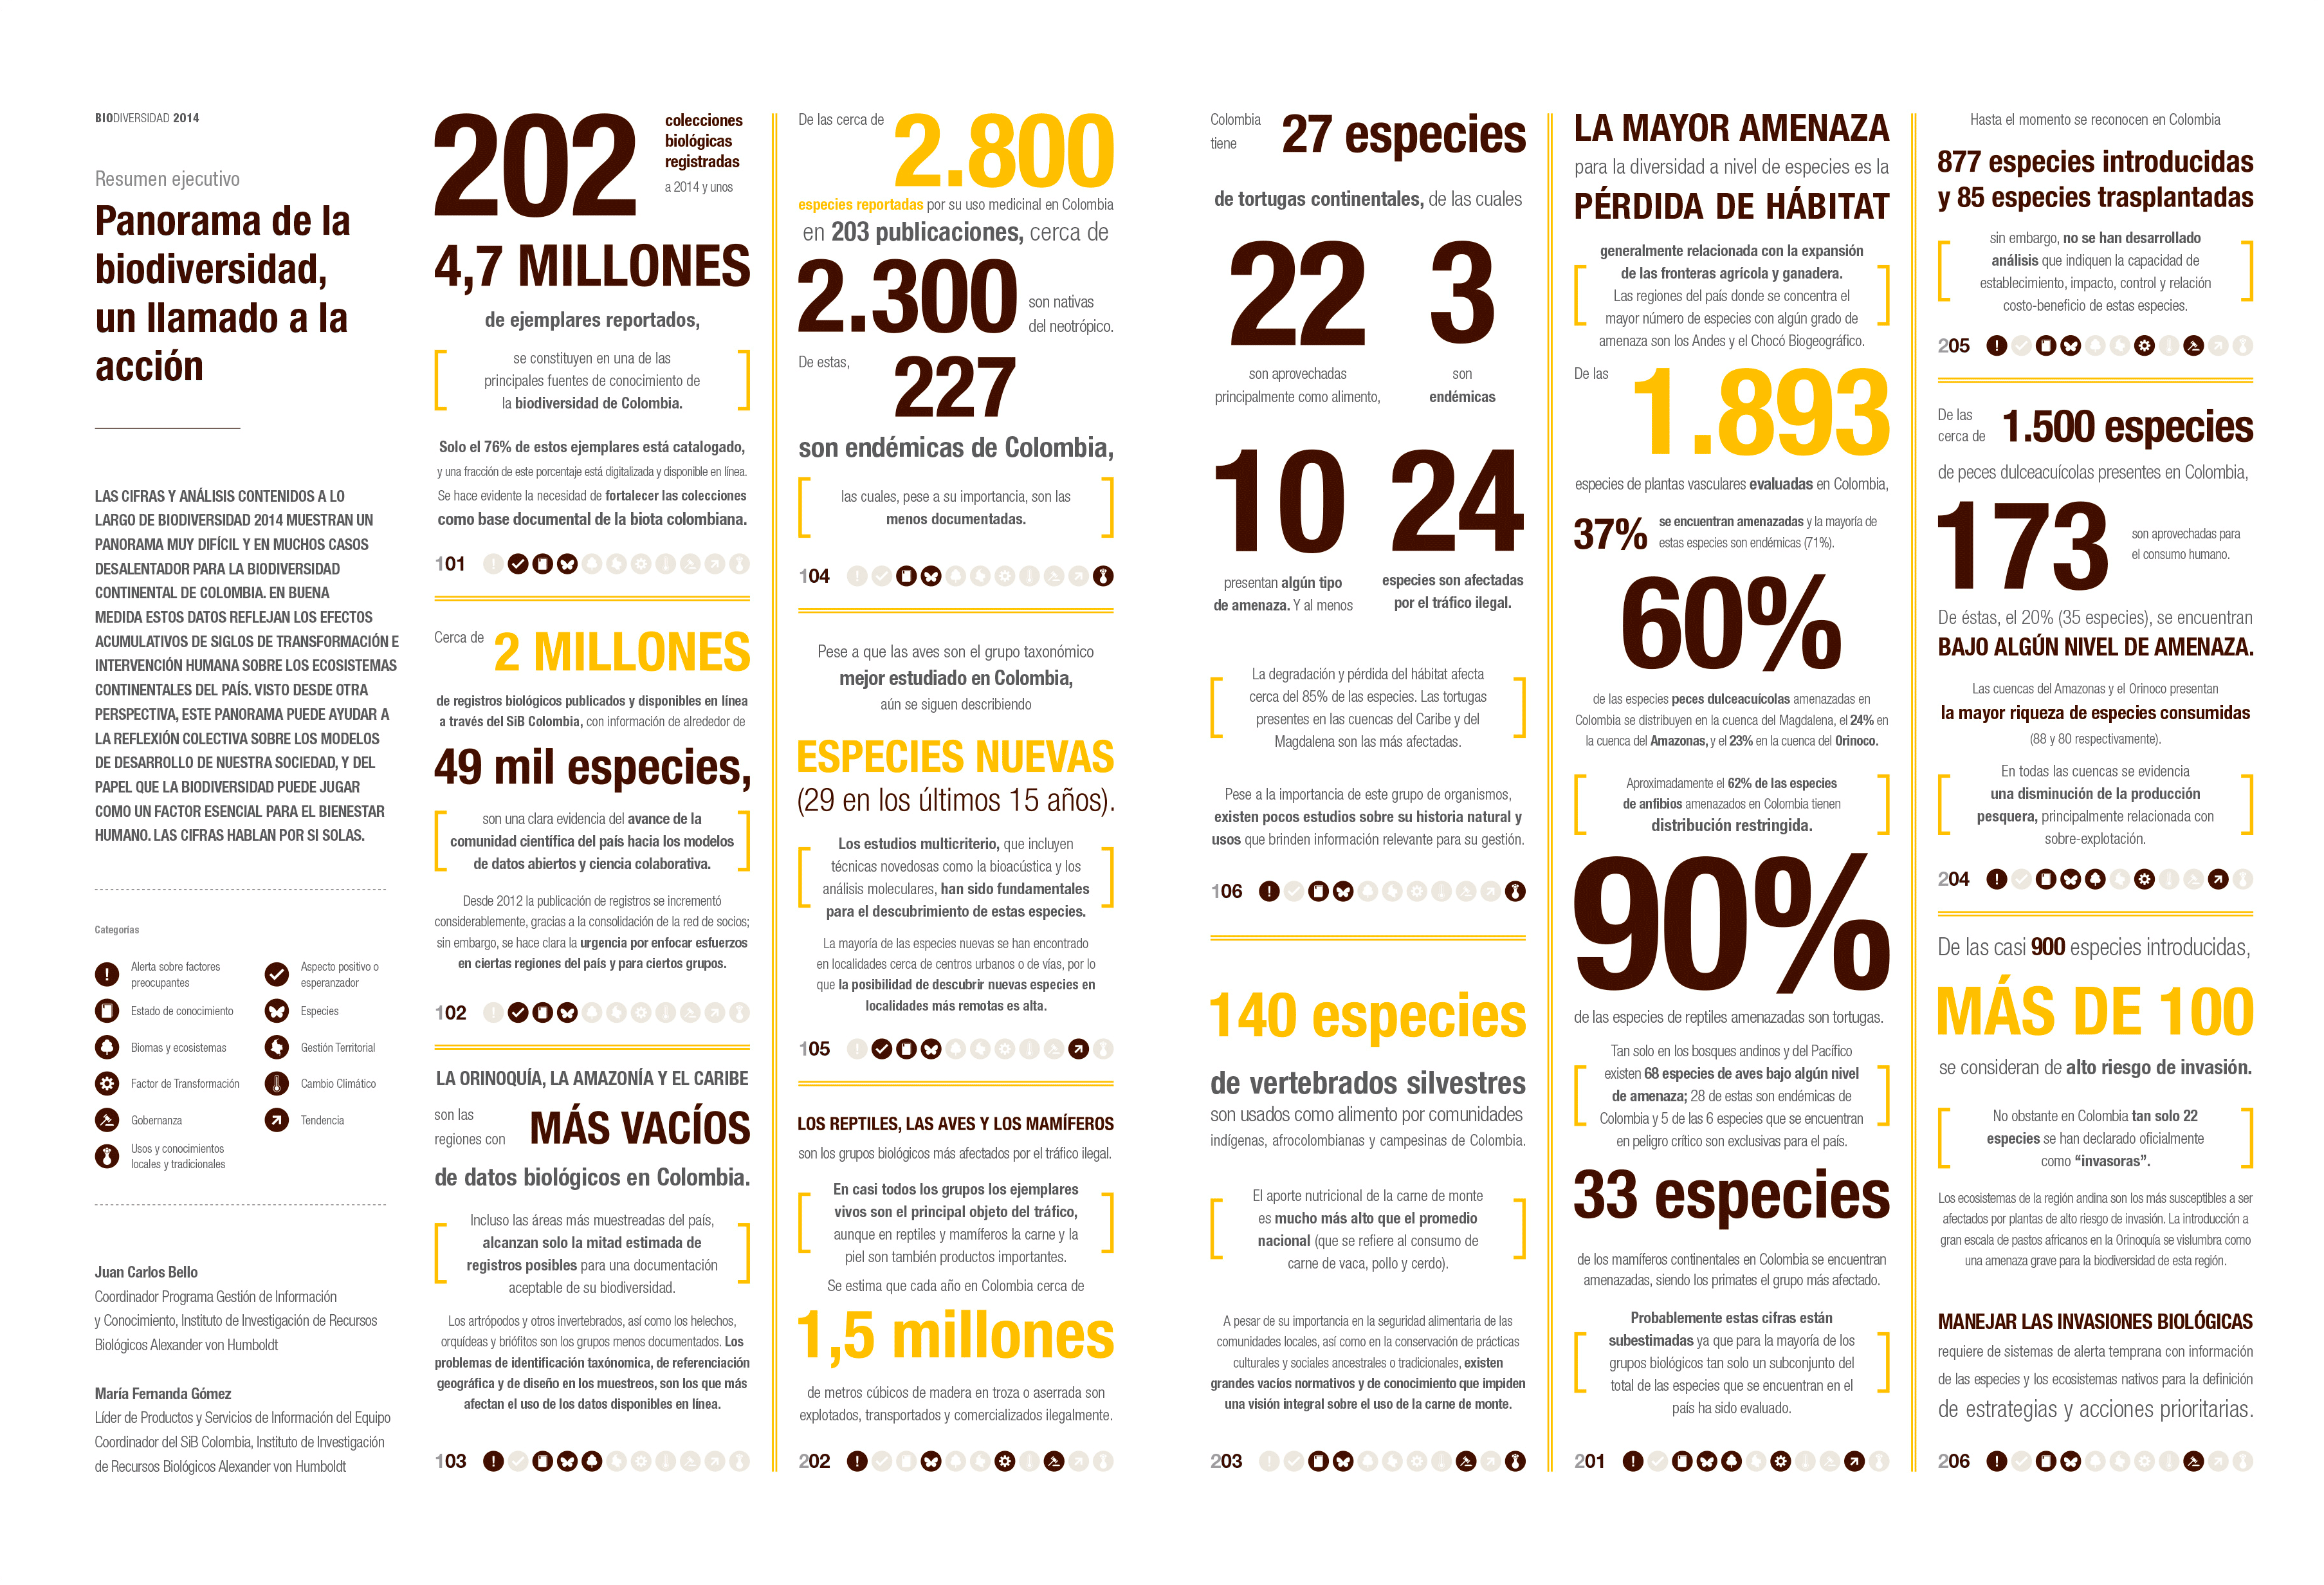 BIODIVERSIDAD 2014
Resumen ejecutivo
Panorama de la
biodiversidad,
un llamado a la
acción
LAS CIFRAS Y ANÁLISIS CONTENIDOS A LO
LARGO DE BIODIVERSIDAD 2014 MUESTRAN UN
PANORAMA MUY DIFÍCIL Y EN MUCHOS CASOS
DESALENTADOR PARA LA BIODIVERSIDAD
CONTINENTAL DE COLOMBIA. EN BUENA
MEDIDA ESTOS DATOS REFLEJAN LOS EFECTOS
ACUMULATIVOS DE SIGLOS DE TRANSFORMACIÓN E
INTERVENCIÓN HUMANA SOBRE LOS ECOSISTEMAS
CONTINENTALES DEL PAÍS. VISTO DESDE OTRA
PERSPECTIVA, ESTE PANORAMA PUEDE AYUDAR A
LA REFLEXIÓN COLECTIVA SOBRE LOS MODELOS
DE DESARROLLO DE NUESTRA SOCIEDAD, Y DEL
PAPEL QUE LA BIODIVERSIDAD PUEDE JUGAR
COMO UN FACTOR ESENCIAL PARA EL BIENESTAR
HUMANO. LAS CIFRAS HABLAN POR SI SOLAS.
Categorías
Alerta sobre factores
preocupantes
Aspecto positivo o
esperanzador
Estado de conocimiento
Especies
Biomas y ecosistemas
Gestión Territorial
Factor de Transformación
Cambio Climático
Gobernanza
Tendencia
Usos y conocimientos
locales y tradicionales
Juan Carlos Bello
Coordinador Programa Gestión de Información
y Conocimiento, Instituto de Investigación de Recursos
Biológicos Alexander von Humboldt
María Fernanda Gómez
Líder de Productos y Servicios de Información del Equipo
Coordinador del SiB Colombia, Instituto de Investigación
de Recursos Biológicos Alexander von Humboldt
202
colecciones
biológicas
registradas
a 2014 y unos
4,7 MILLONES
de ejemplares reportados,
se constituyen en una de las
principales fuentes de conocimiento de
la biodiversidad de Colombia.
Solo el 76% de estos ejemplares está catalogado,
y una fracción de este porcentaje está digitalizada y disponible en línea.
Se hace evidente la necesidad de fortalecer las colecciones
como base documental de la biota colombiana.
101
Cerca de 2 MILLONES
de registros biológicos publicados y disponibles en línea
a través del SiB Colombia, con información de alrededor de
49 mil especies,
son una clara evidencia del avance de la
comunidad científica del país hacia los modelos
de datos abiertos y ciencia colaborativa.
Desde 2012 la publicación de registros se incrementó
considerablemente, gracias a la consolidación de la red de socios;
sin embargo, se hace clara la urgencia por enfocar esfuerzos
en ciertas regiones del país y para ciertos grupos.
102
LA ORINOQUÍA, LA AMAZONÍA Y EL CARIBE
son las
regiones con
MÁS VACÍOS
de datos biológicos en Colombia.
Incluso las áreas más muestreadas del país,
alcanzan solo la mitad estimada de
registros posibles para una documentación
aceptable de su biodiversidad.
Los artrópodos y otros invertebrados, así como los helechos,
orquídeas y briófitos son los grupos menos documentados. Los
problemas de identificación taxónomica, de referenciación
geográfica y de diseño en los muestreos, son los que más
afectan el uso de los datos disponibles en línea.
103
De las cerca de 2.800
especies reportadas por su uso medicinal en Colombia
en 203 publicaciones, cerca de
2.300
son nativas
del neotrópico.
De estas,
227
son endémicas de Colombia,
las cuales, pese a su importancia, son las
menos documentadas.
104
Pese a que las aves son el grupo taxonómico
mejor estudiado en Colombia,
aún se siguen describiendo
ESPECIES NUEVAS
(29 en los últimos 15 años).
Los estudios multicriterio, que incluyen
técnicas novedosas como la bioacústica y los
análisis moleculares, han sido fundamentales
para el descubrimiento de estas especies.
La mayoría de las especies nuevas se han encontrado
en localidades cerca de centros urbanos o de vías, por lo
que la posibilidad de descubrir nuevas especies en
localidades más remotas es alta.
105
LOS REPTILES, LAS AVES Y LOS MAMÍFEROS
son los grupos biológicos más afectados por el tráfico ilegal.
En casi todos los grupos los ejemplares
vivos son el principal objeto del tráfico,
aunque en reptiles y mamíferos la carne y la
piel son también productos importantes.
Se estima que cada año en Colombia cerca de
1,5 millones
de metros cúbicos de madera en troza o aserrada son
explotados, transportados y comercializados ilegalmente.
202
Colombia
tiene
27 especies
de tortugas continentales, de las cuales
22
son aprovechadas
principalmente como alimento,
3
son
endémicas
10
presentan algún tipo
de amenaza. Y al menos
24
especies son afectadas
por el tráfico ilegal.
La degradación y pérdida del hábitat afecta
cerca del 85% de las especies. Las tortugas
presentes en las cuencas del Caribe y del
Magdalena son las más afectadas.
Pese a la importancia de este grupo de organismos,
existen pocos estudios sobre su historia natural y
usos que brinden información relevante para su gestión.
106
140 especies
de vertebrados silvestres
son usados como alimento por comunidades
indígenas, afrocolombianas y campesinas de Colombia.
El aporte nutricional de la carne de monte
es mucho más alto que el promedio
nacional (que se refiere al consumo de
carne de vaca, pollo y cerdo).
A pesar de su importancia en la seguridad alimentaria de las
comunidades locales, así como en la conservación de prácticas
culturales y sociales ancestrales o tradicionales, existen
grandes vacíos normativos y de conocimiento que impiden
una visión integral sobre el uso de la carne de monte.
203
LA MAYOR AMENAZA
para la diversidad a nivel de especies es la
PÉRDIDA DE HÁBITAT
generalmente relacionada con la expansión
de las fronteras agrícola y ganadera.
Las regiones del país donde se concentra el
mayor número de especies con algún grado de
amenaza son los Andes y el Chocó Biogeográfico.
De las 1.893
especies de plantas vasculares evaluadas en Colombia,
37%
se encuentran amenazadas y la mayoría de
estas especies son endémicas (71%).
60%
de las especies peces dulceacuícolas amenazadas en
Colombia se distribuyen en la cuenca del Magdalena, el 24% en
la cuenca del Amazonas, y el 23% en la cuenca del Orinoco.
Aproximadamente el 62% de las especies
de anfibios amenazados en Colombia tienen
distribución restringida.
90%
de las especies de reptiles amenazadas son tortugas.
Tan solo en los bosques andinos y del Pacífico
existen 68 especies de aves bajo algún nivel
de amenaza; 28 de estas son endémicas de
Colombia y 5 de las 6 especies que se encuentran
en peligro crítico son exclusivas para el país.
33 especies
de los mamíferos continentales en Colombia se encuentran
amenazadas, siendo los primates el grupo más afectado.
Probablemente estas cifras están
subestimadas ya que para la mayoría de los
grupos biológicos tan solo un subconjunto del
total de las especies que se encuentran en el
país ha sido evaluado.
201
Hasta el momento se reconocen en Colombia
877 especies introducidas
y 85 especies trasplantadas
sin embargo, no se han desarrollado
análisis que indiquen la capacidad de
establecimiento, impacto, control y relación
costo-beneficio de estas especies.
205
De las
cerca de
1.500 especies
de peces dulceacuícolas presentes en Colombia,
173
son aprovechadas para
el consumo humano.
De éstas, el 20% (35 especies), se encuentran
BAJO ALGÚN NIVEL DE AMENAZA.
Las cuencas del Amazonas y el Orinoco presentan
la mayor riqueza de especies consumidas
(88 y 80 respectivamente).
En todas las cuencas se evidencia
una disminución de la producción
pesquera, principalmente relacionada con
sobre-explotación.
204
De las casi 900 especies introducidas,
MÁS DE 100
se consideran de alto riesgo de invasión.
No obstante en Colombia tan solo 22
especies se han declarado oficialmente
como “invasoras”.
Los ecosistemas de la región andina son los más susceptibles a ser
afectados por plantas de alto riesgo de invasión. La introducción a
gran escala de pastos africanos en la Orinoquía se vislumbra como
una amenaza grave para la biodiversidad de esta región.
MANEJAR LAS INVASIONES BIOLÓGICAS
requiere de sistemas de alerta temprana con información
de las especies y los ecosistemas nativos para la definición
de estrategias y acciones prioritarias.
206